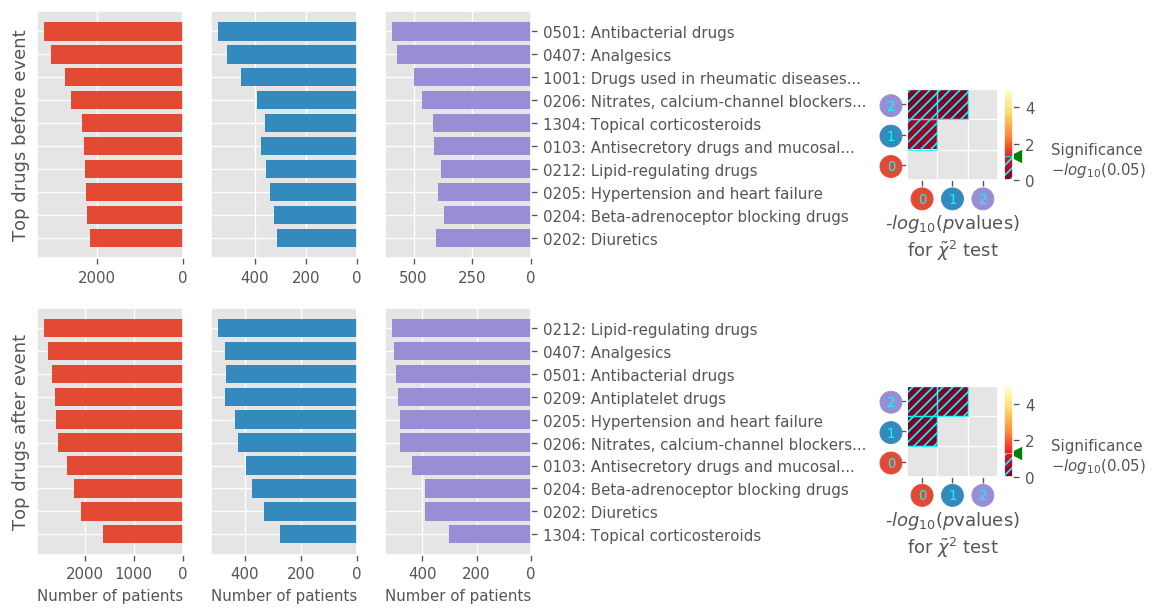 Top drugs before event
0501: Antibacterial drugs
0407: Analgesics
1001: Drugs used in rheumatic diseases...
0206: Nitrates, calcium-channel blockers...
1304: Topical corticosteroids
0103: Antisecretory drugs and mucosal...
0212: Lipid-regulating drugs
0205: Hypertension and heart failure
0204: Beta-adrenoceptor blocking drugs
0202: Diuretics
2000 0
400 200 0
500 250 0
2
1
0
0 1 2
4
2
0
Significance
−log₁₀(0.05)
-log₁₀(pvalues)
for χ̃² test
Top drugs after event
0212: Lipid-regulating drugs
0407: Analgesics
0501: Antibacterial drugs
0209: Antiplatelet drugs
0205: Hypertension and heart failure
0206: Nitrates, calcium-channel blockers...
0103: Antisecretory drugs and mucosal...
0204: Beta-adrenoceptor blocking drugs
0202: Diuretics
1304: Topical corticosteroids
2000 1000 0
400 200 0
400 200 0
Number of patients
Number of patients
Number of patients
2
1
0
0 1 2
4
2
0
Significance
−log₁₀(0.05)
-log₁₀(pvalues)
for χ̃² test